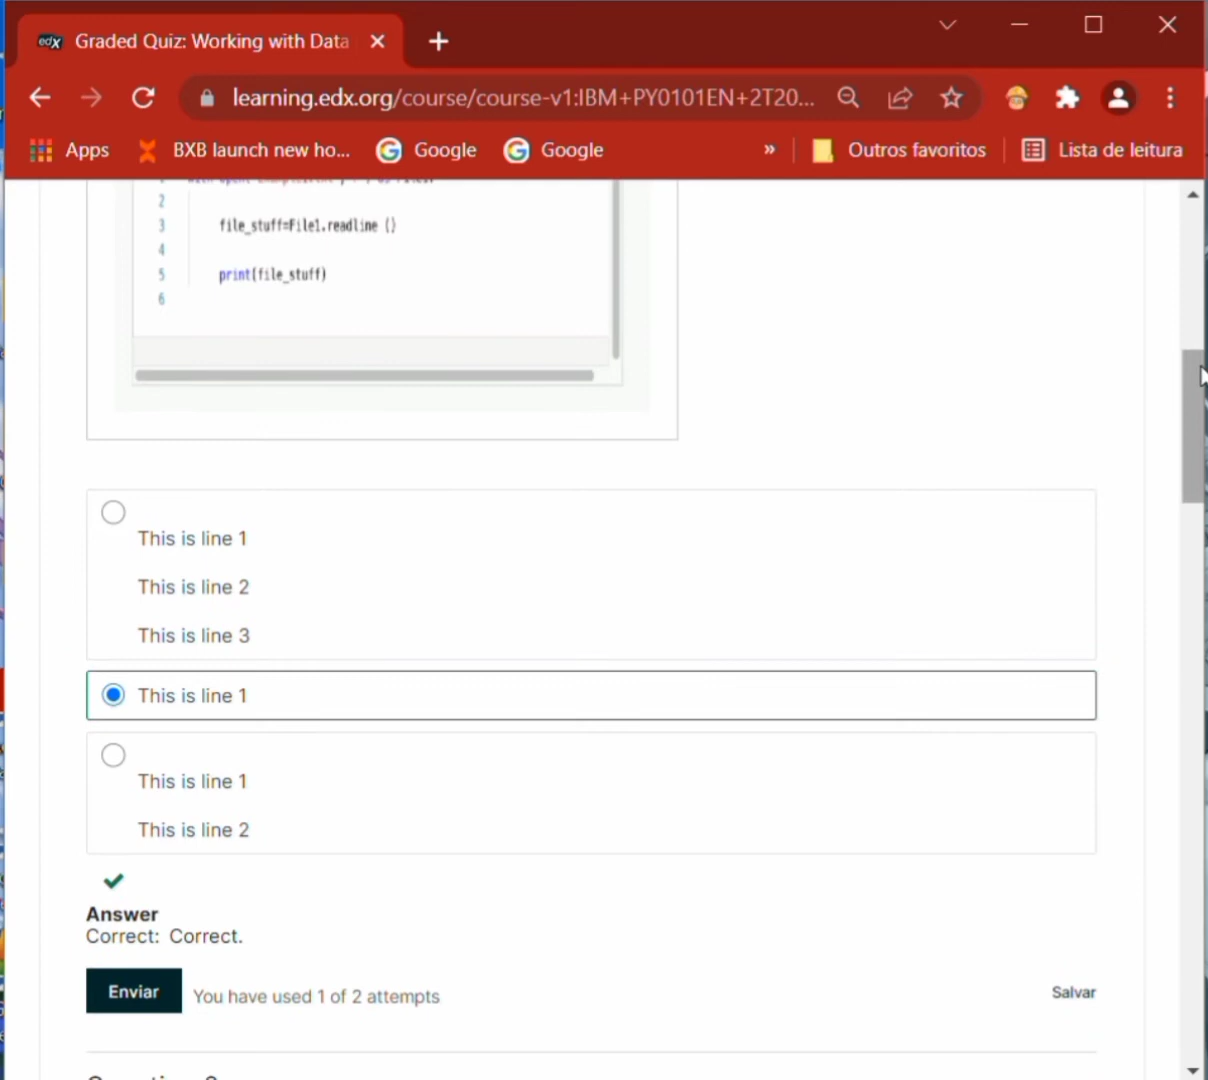 edX Graded Quiz: Working with Data
learning.edx.org/course/course-v1:IBM+PY0101EN+2T20...
Apps BXB launch new ho... Google Google » Outros favoritos Lista de leitura
2
3 file_stuff=File1.readline ()
4
5 print(file_stuff)
6
This is line 1
This is line 2
This is line 3
This is line 1
This is line 1
This is line 2
Answer
Correct: Correct.
Enviar You have used 1 of 2 attempts Salvar